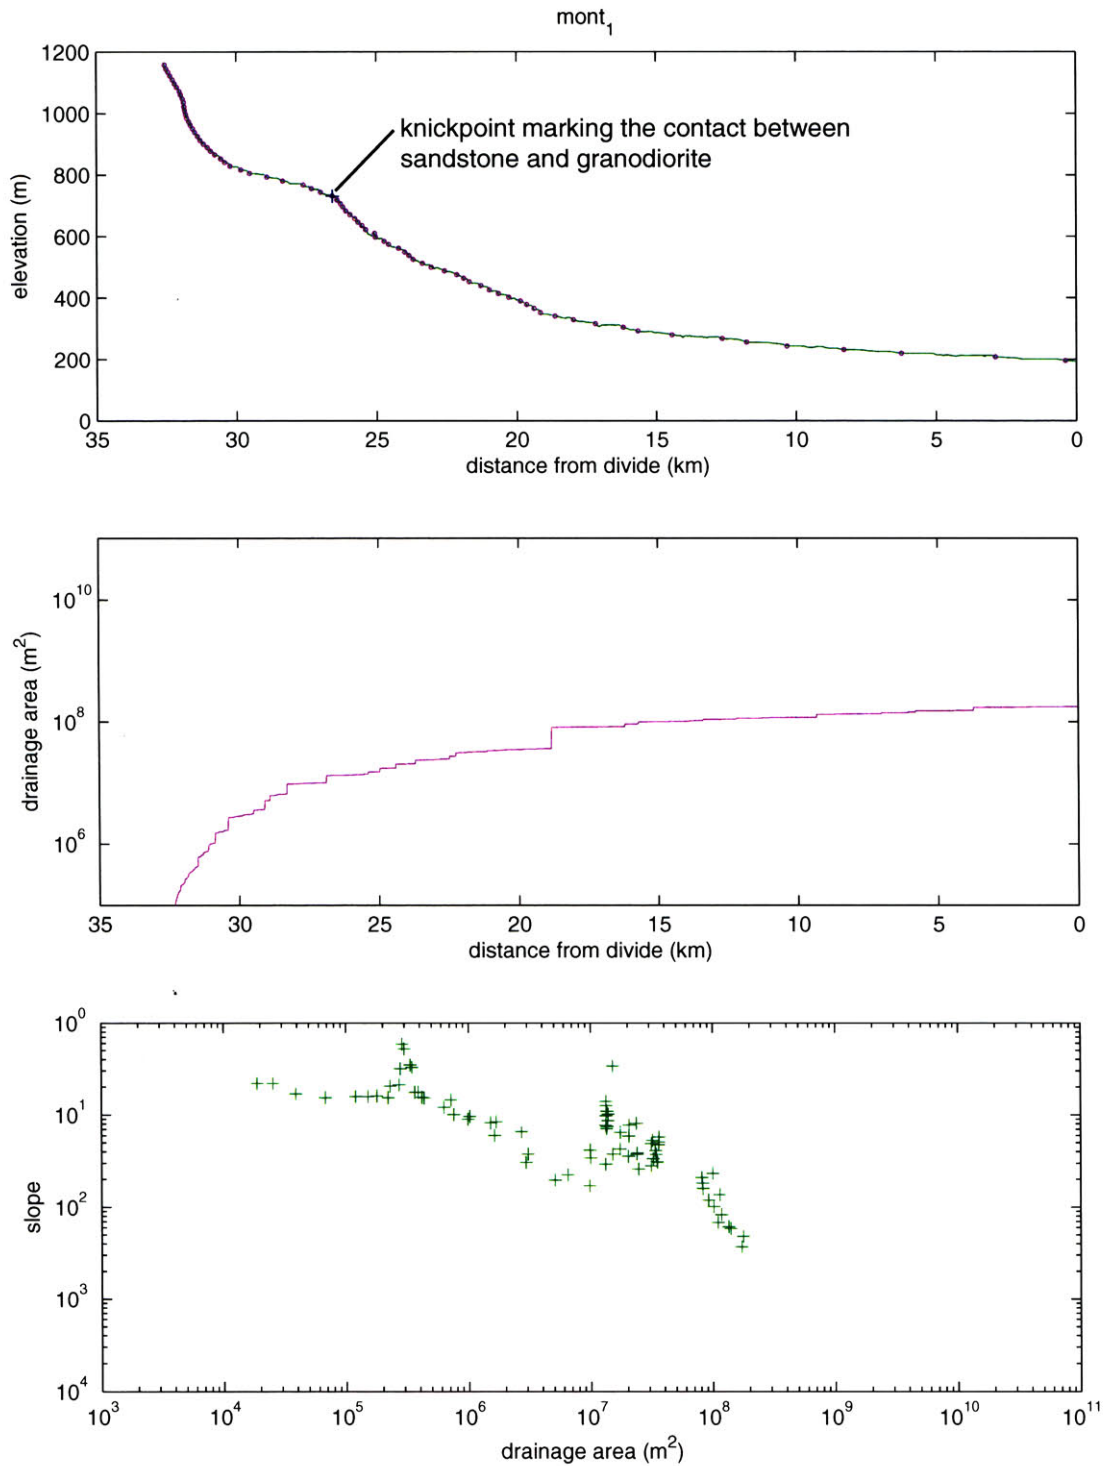 mont_1
1200
1000
800
600
400
200
0
elevation (m)
knickpoint marking the contact between
sandstone and granodiorite
35 30 25 20 15 10 5 0
distance from divide (km)
10^10
10^8
10^6
drainage area (m^2)
35 30 25 20 15 10 5 0
distance from divide (km)
10^0
10^1
10^2
10^3
10^4
slope
10^3 10^4 10^5 10^6 10^7 10^8 10^9 10^10 10^11
drainage area (m^2)